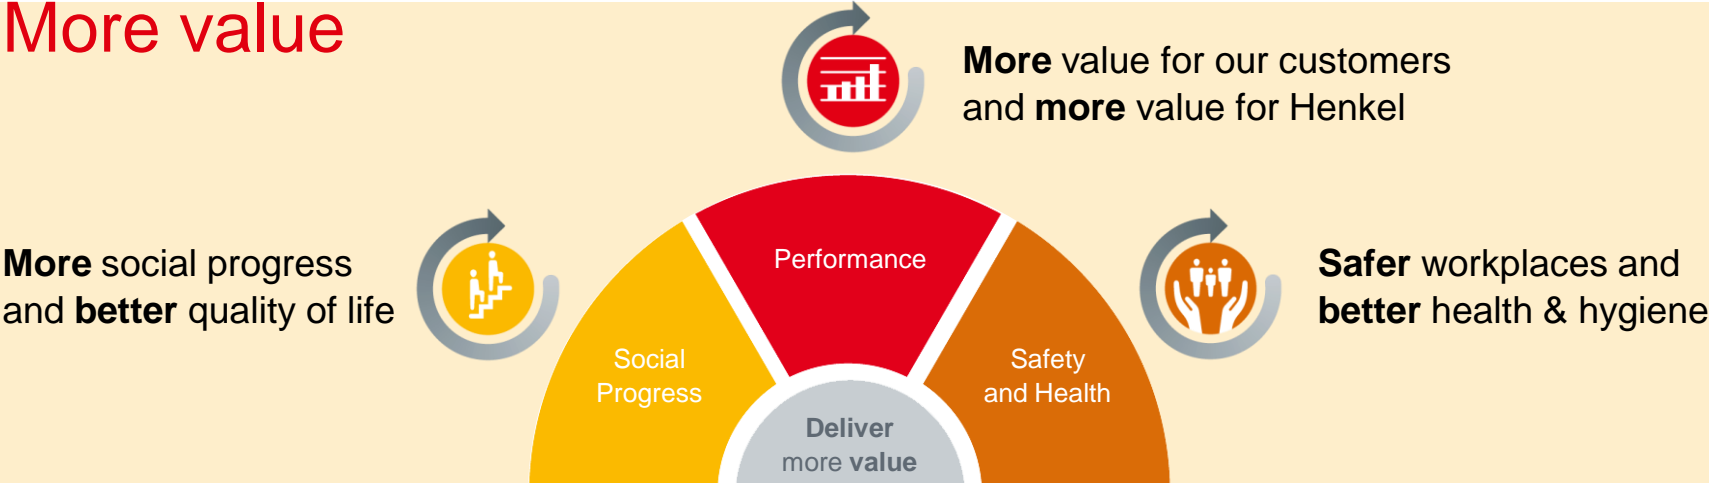 More value
More value for our customers
and more value for Henkel
More social progress
and better quality of life
Performance
Safer workplaces and
better health & hygiene
Social
Progress
Safety
and Health
Deliver
more value